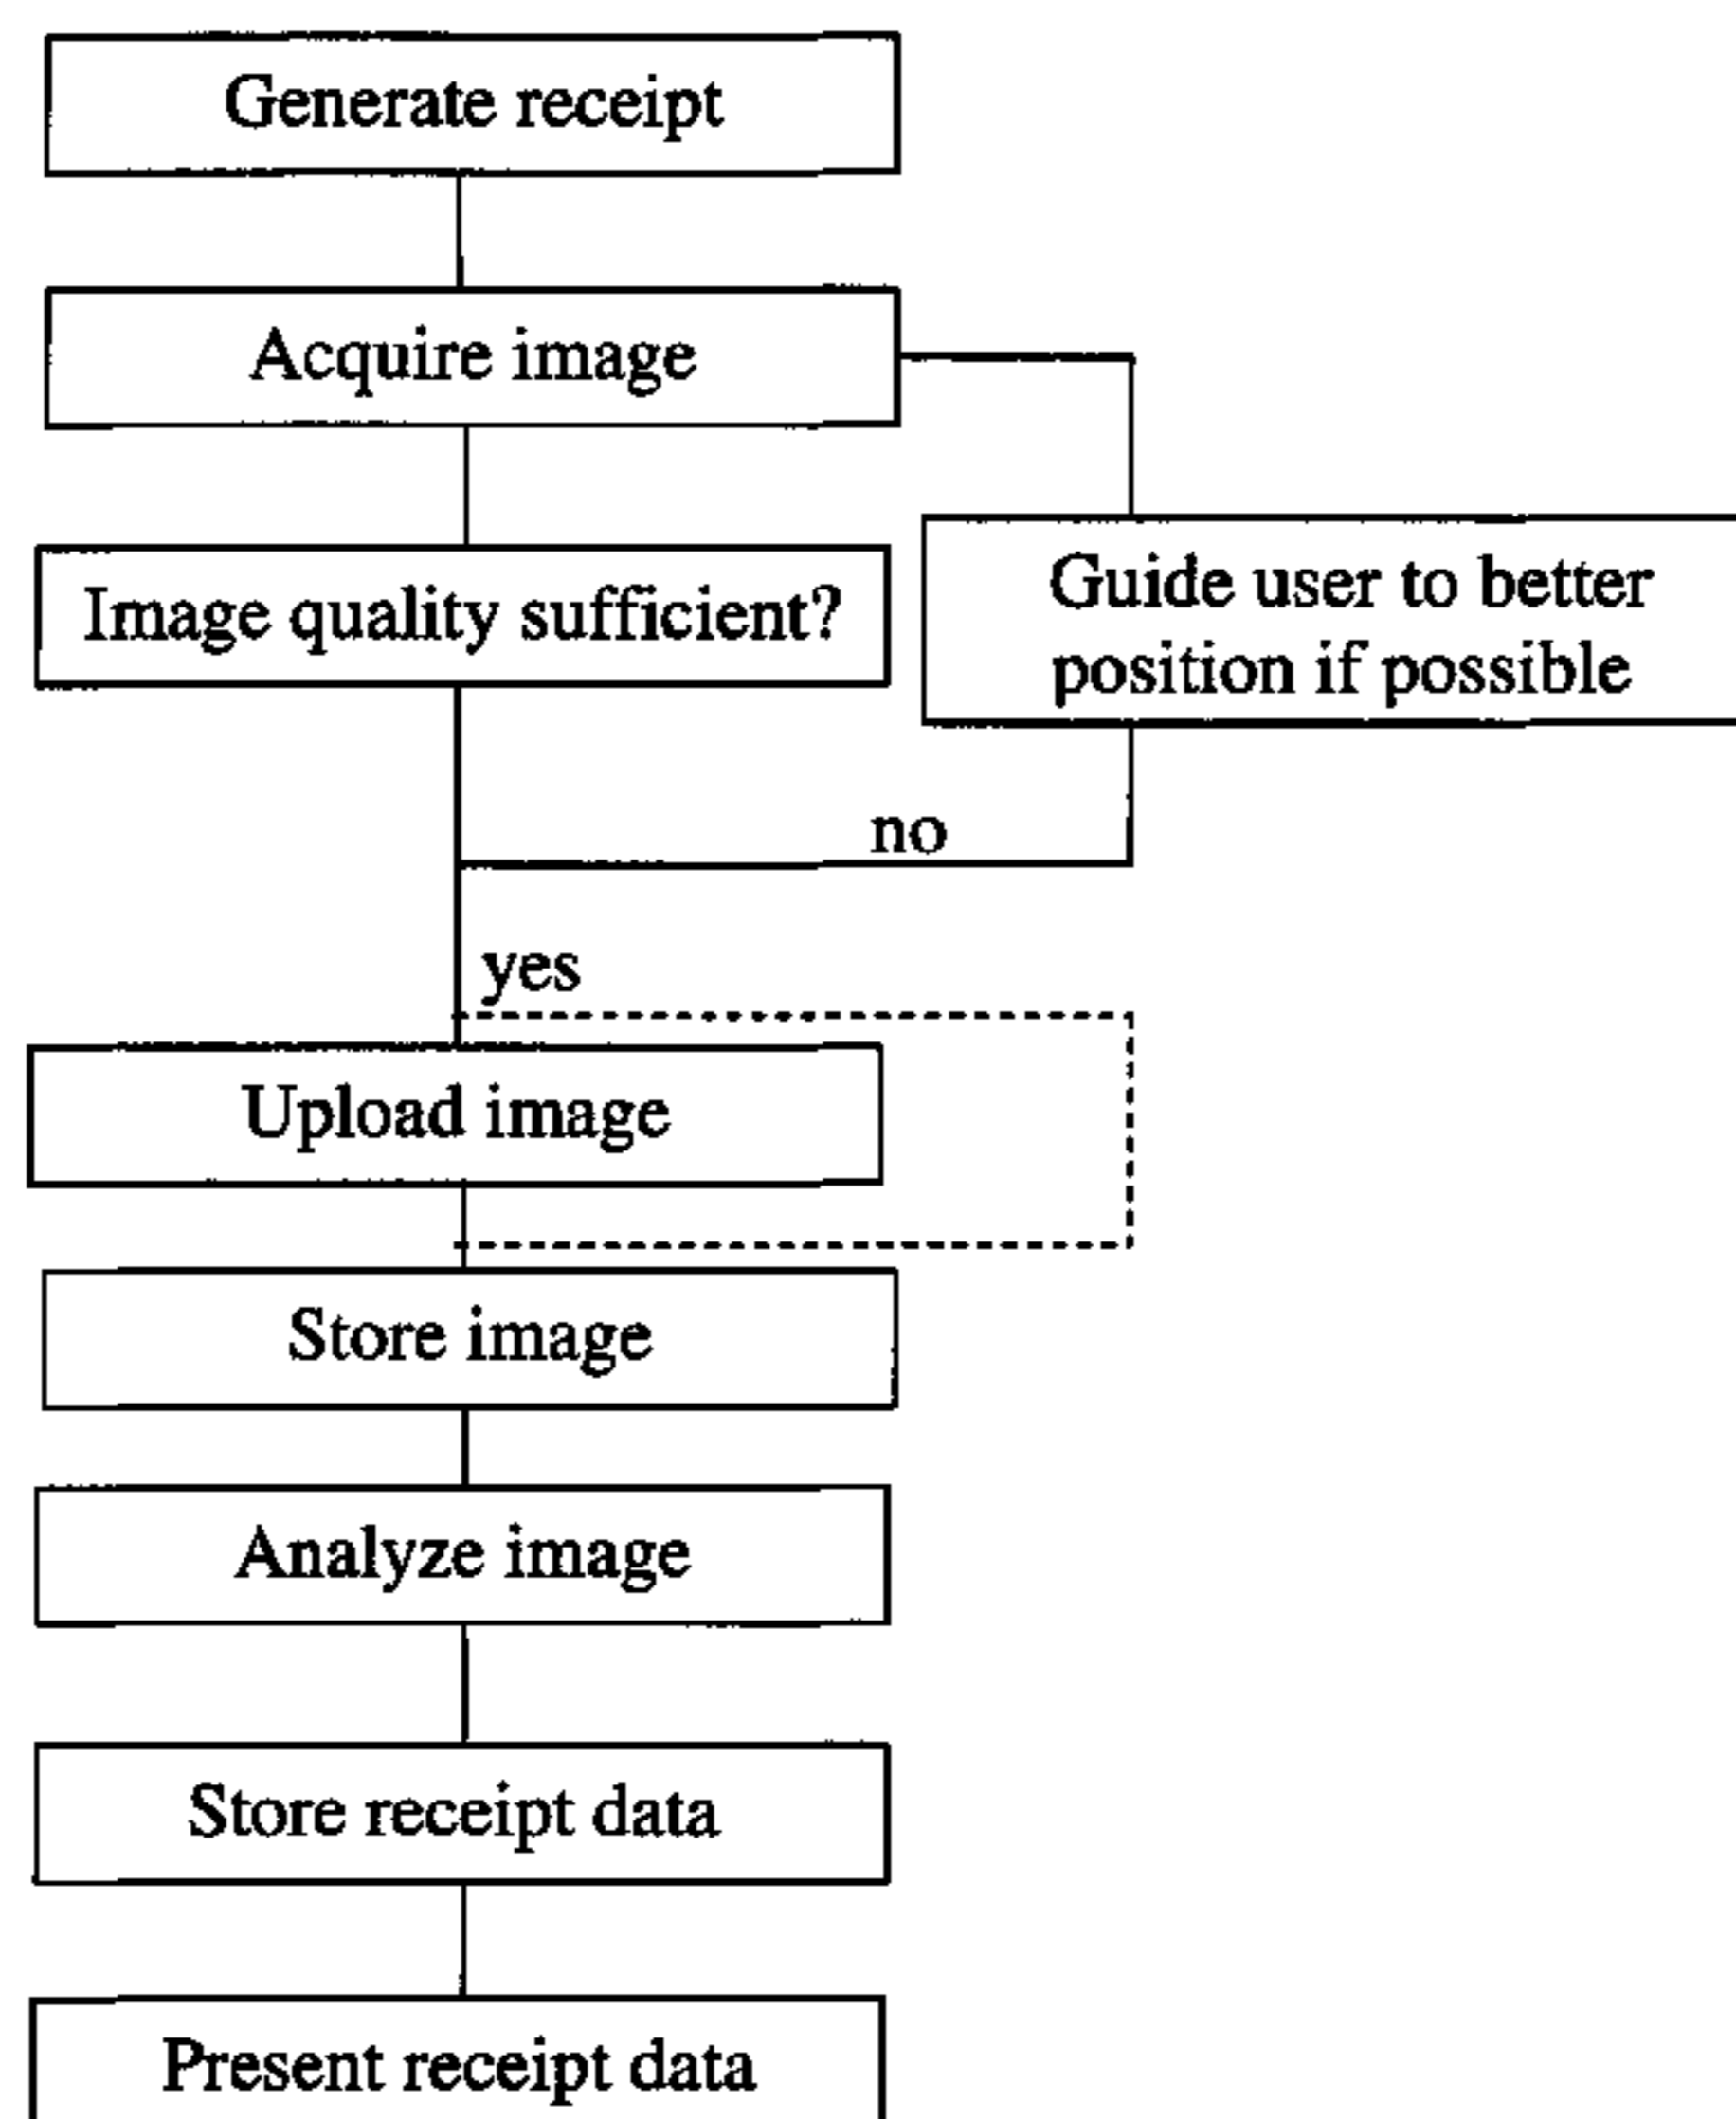 Generate receipt
Acquire image
Image quality sufficient?
Guide user to better
position if possible
no
yes
Upload image
Store image
Analyze image
Store receipt data
Present receipt data